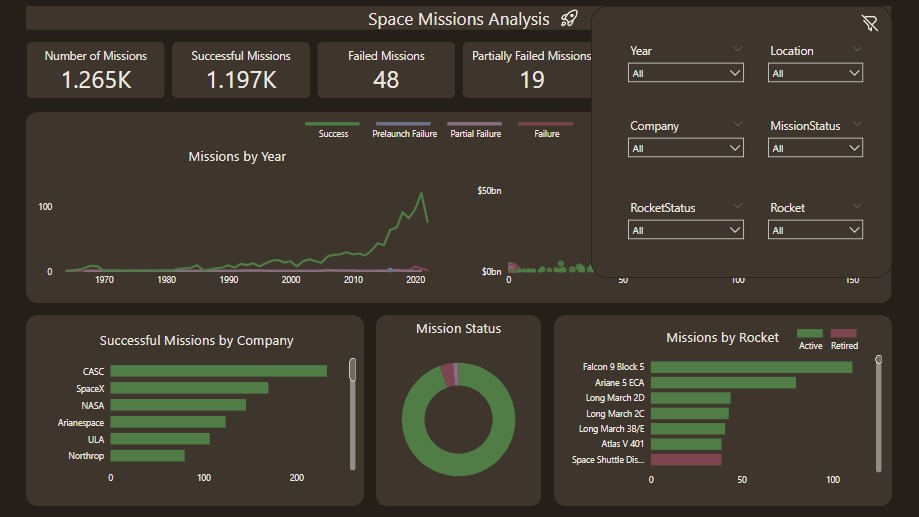 Space Missions Analysis
Number of Missions
1.265K
Successful Missions
1.197K
Failed Missions
48
Partially Failed Missions
19
Year
All
Location
All
Company
All
MissionStatus
All
RocketStatus
All
Rocket
All
Success Prelaunch Failure Partial Failure Failure
Missions by Year
100
0
1970 1980 1990 2000 2010 2020
$50bn
$0bn
0 50 100 150
Successful Missions by Company
CASC
SpaceX
NASA
Arianespace
ULA
Northrop
0 100 200
Mission Status
Missions by Rocket
Active Retired
Falcon 9 Block 5
Ariane 5 ECA
Long March 2D
Long March 2C
Long March 3B/E
Atlas V 401
Space Shuttle Dis...
0 50 100